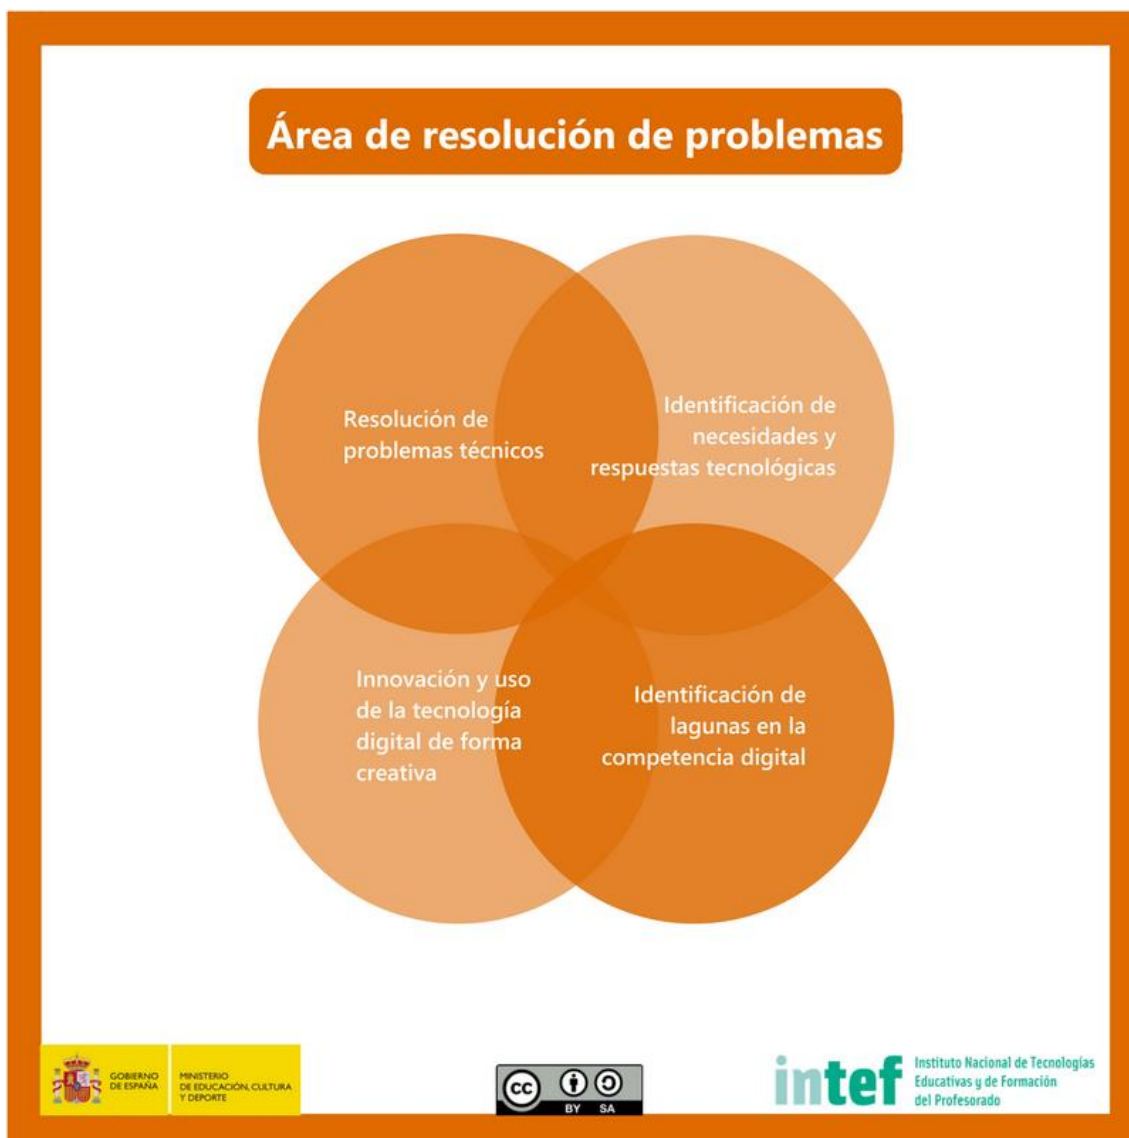 Área de resolución de problemas
Resolución de
problemas técnicos
Identificación de
necesidades y
respuestas tecnológicas
Innovación y uso
de la tecnología
digital de forma
creativa
Identificación de
lagunas en la
competencia digital
GOBIERNO
DE ESPAÑA
MINISTERIO
DE EDUCACIÓN, CULTURA
Y DEPORTE
cc
BY SA
intef
Instituto Nacional de Tecnologías
Educativas y de Formación
del Profesorado